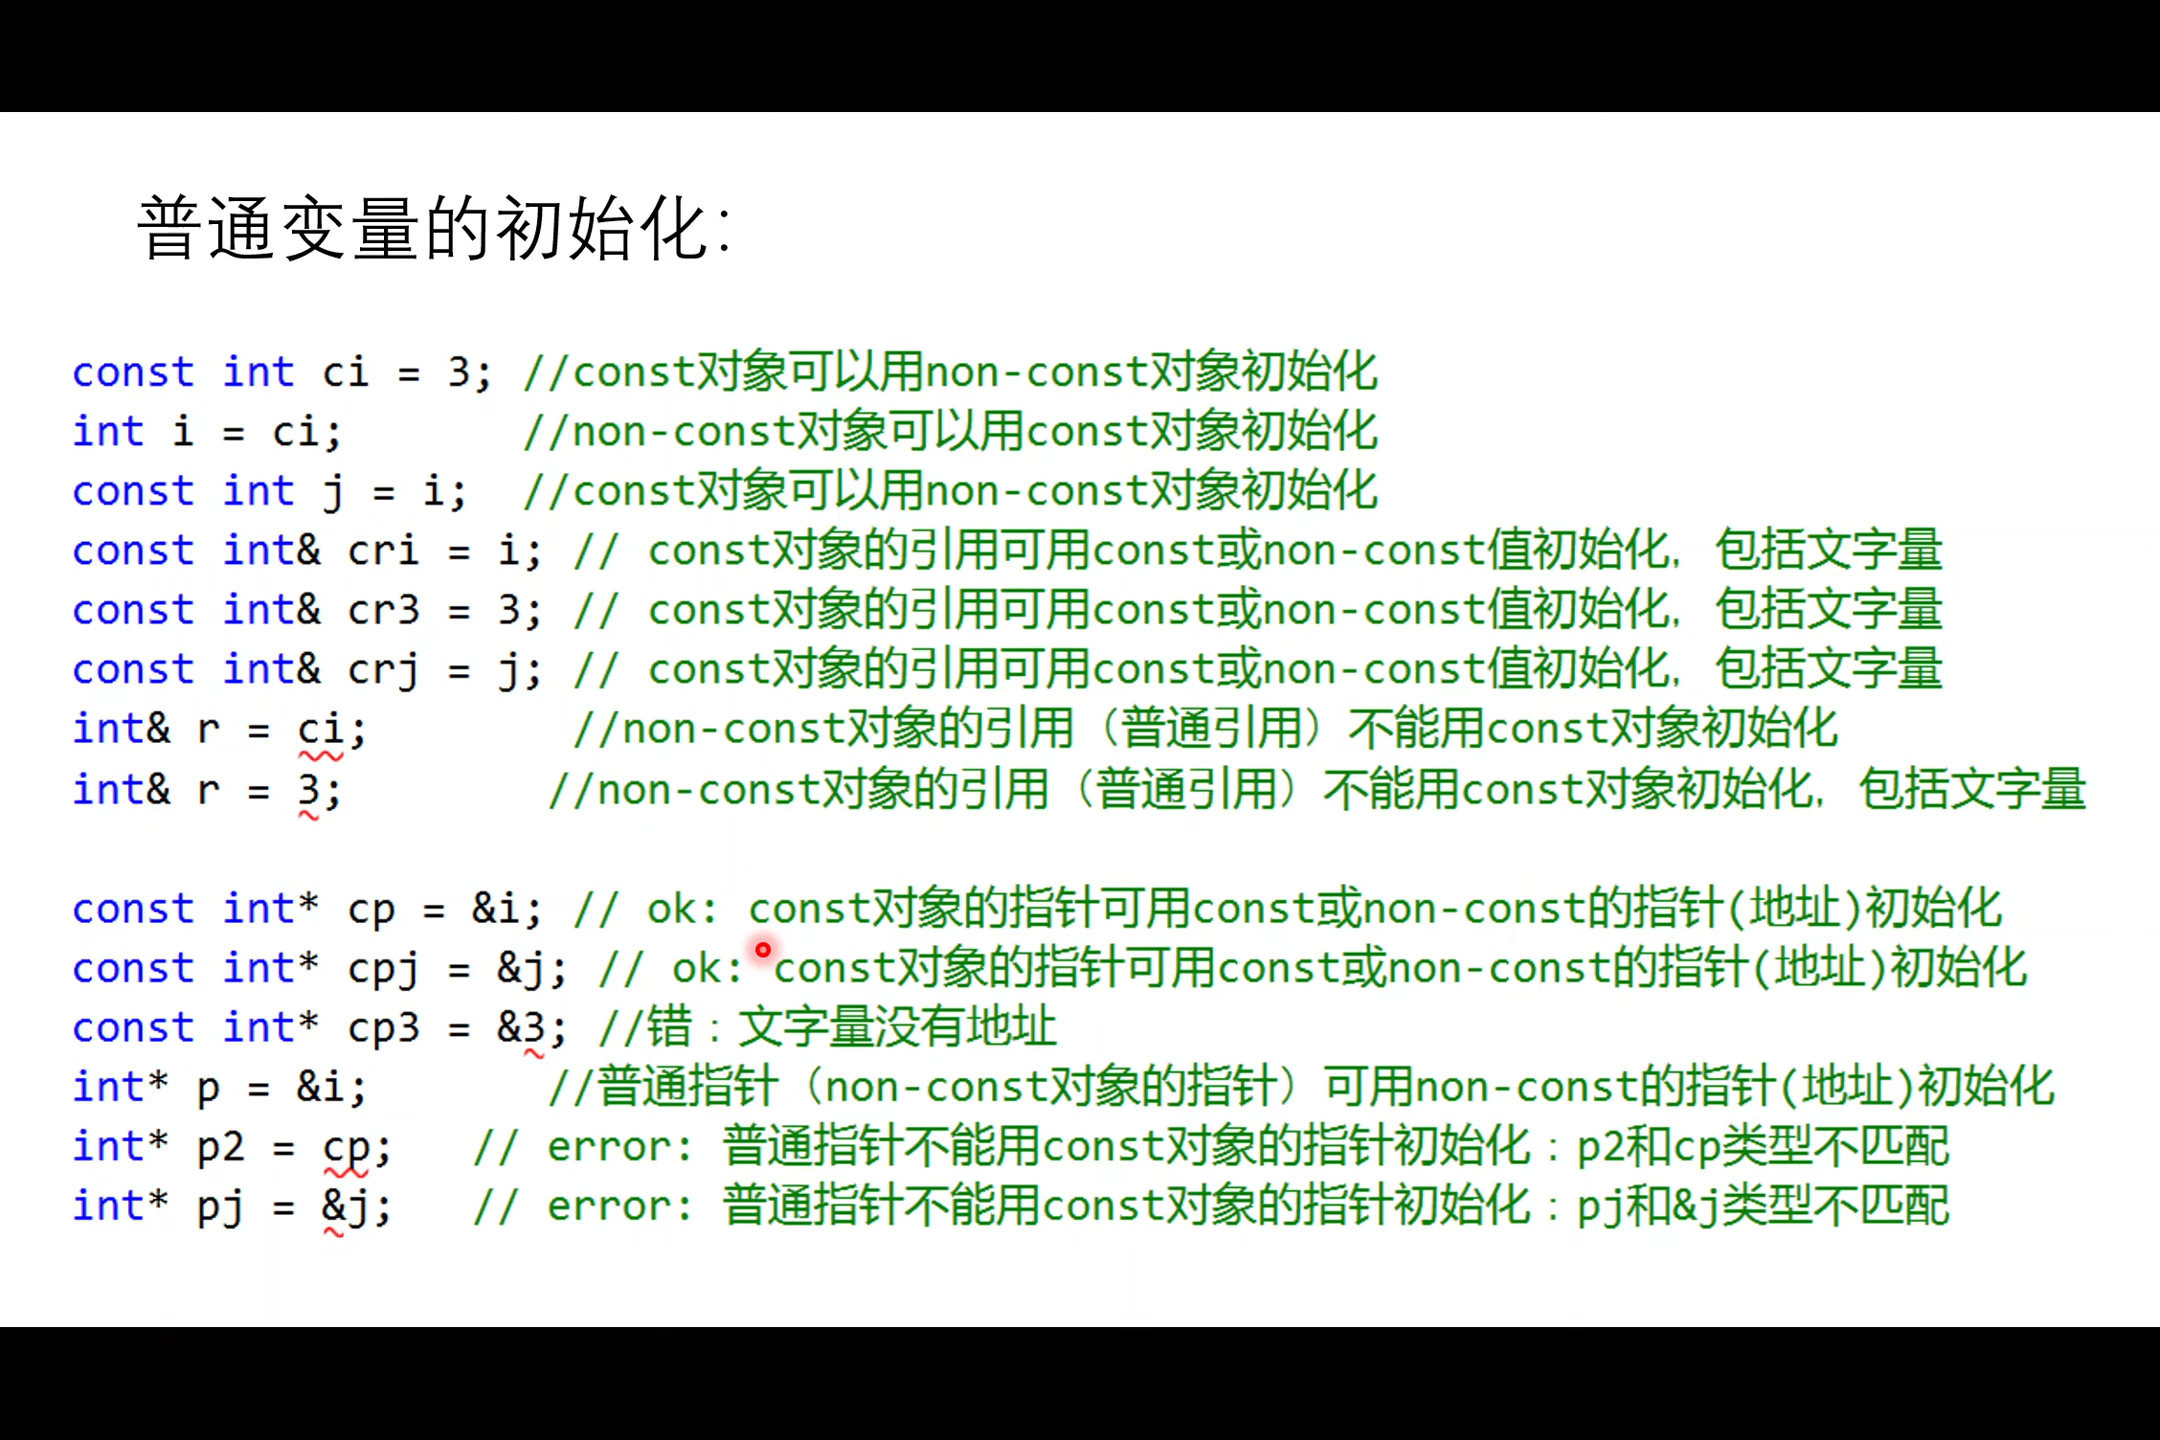 普通变量的初始化：
const int ci = 3; //const对象可以用non-const对象初始化
int i = ci; //non-const对象可以用const对象初始化
const int j = i; //const对象可以用non-const对象初始化
const int& cri = i; // const对象的引用可用const或non-const值初始化，包括文字量
const int& cr3 = 3; // const对象的引用可用const或non-const值初始化，包括文字量
const int& crj = j; // const对象的引用可用const或non-const值初始化，包括文字量
int& r = ci; //non-const对象的引用（普通引用）不能用const对象初始化
int& r = 3; //non-const对象的引用（普通引用）不能用const对象初始化，包括文字量
const int* cp = &i; // ok: const对象的指针可用const或non-const的指针(地址)初始化
const int* cpj = &j; // ok: const对象的指针可用const或non-const的指针(地址)初始化
const int* cp3 = &3; //错：文字量没有地址
int* p = &i; //普通指针（non-const对象的指针）可用non-const的指针(地址)初始化
int* p2 = cp; // error: 普通指针不能用const对象的指针初始化：p2和cp类型不匹配
int* pj = &j; // error: 普通指针不能用const对象的指针初始化：pj和&j类型不匹配